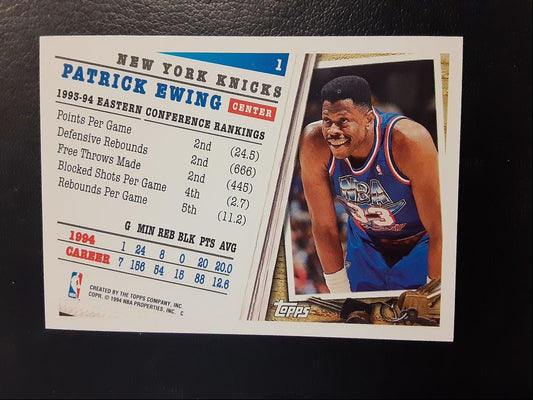 1
NEW YORK KNICKS
PATRICK EWING
CENTER
1993-94 EASTERN CONFERENCE RANKINGS
Points Per Game 2nd (24.5)
Defensive Rebounds 2nd (666)
Free Throws Made 2nd (445)
Blocked Shots Per Game 4th (2.7)
Rebounds Per Game 5th (11.2)
G MIN REB BLK PTS AVG
1994 1 24 8 0 20 20.0
CAREER 7 156 54 15 88 12.6
CREATED BY THE TOPPS COMPANY, INC.
COPR. © 1994 NBA PROPERTIES, INC. C
NBA
33
TOPPS